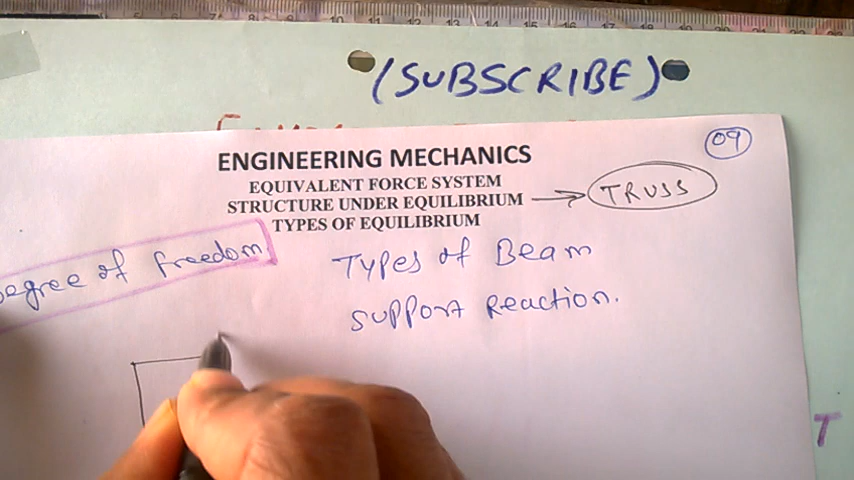 (SUBSCRIBE)
09
ENGINEERING MECHANICS
EQUIVALENT FORCE SYSTEM
STRUCTURE UNDER EQUILIBRIUM → TRUSS
TYPES OF EQUILIBRIUM
Degree of freedom
Types of Beam
support Reaction.
T